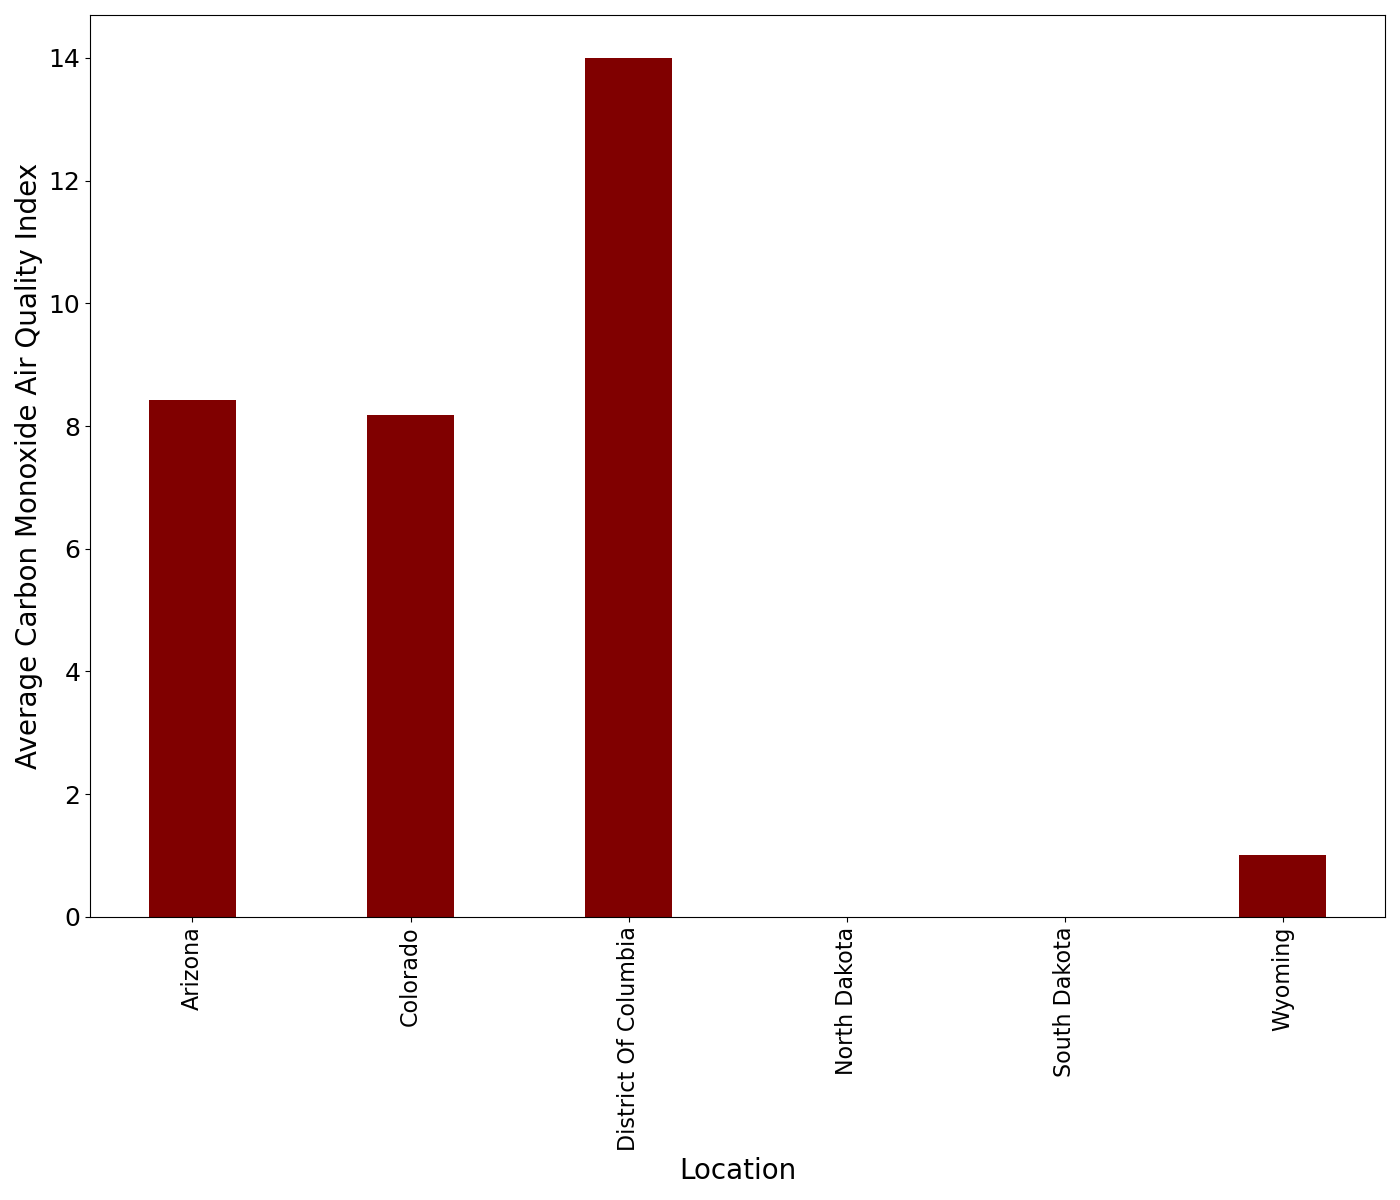 14
12
10
8
6
4
2
0
Average Carbon Monoxide Air Quality Index
Arizona
Colorado
District Of Columbia
North Dakota
South Dakota
Wyoming
Location